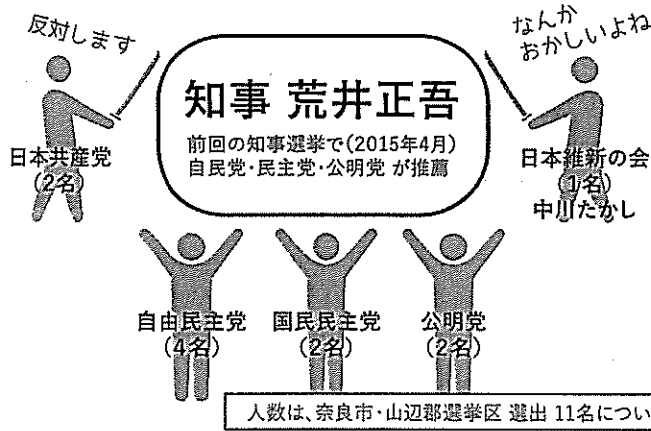 反対します
なんか
おかしいよね
知事 荒井正吾
前回の知事選挙で(2015年4月)
自民党・民主党・公明党 が推薦
日本共産党
(2名)
日本維新の会
(1名)
中川たかし
自由民主党
(4名)
国民民主党
(2名)
公明党
(2名)
人数は、奈良市・山辺郡選挙区 選出 11名につい